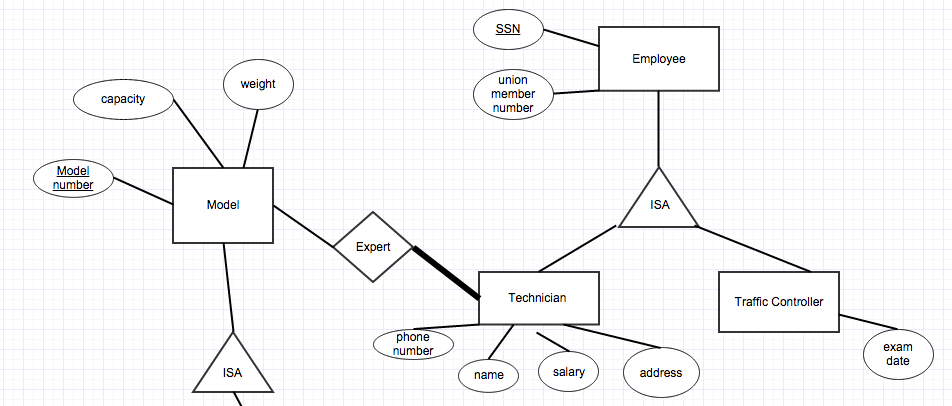 SSN
Employee
union
member
number
weight
capacity
Model
number
Model
ISA
Expert
Technician
Traffic Controller
phone
number
name
salary
address
exam
date
ISA